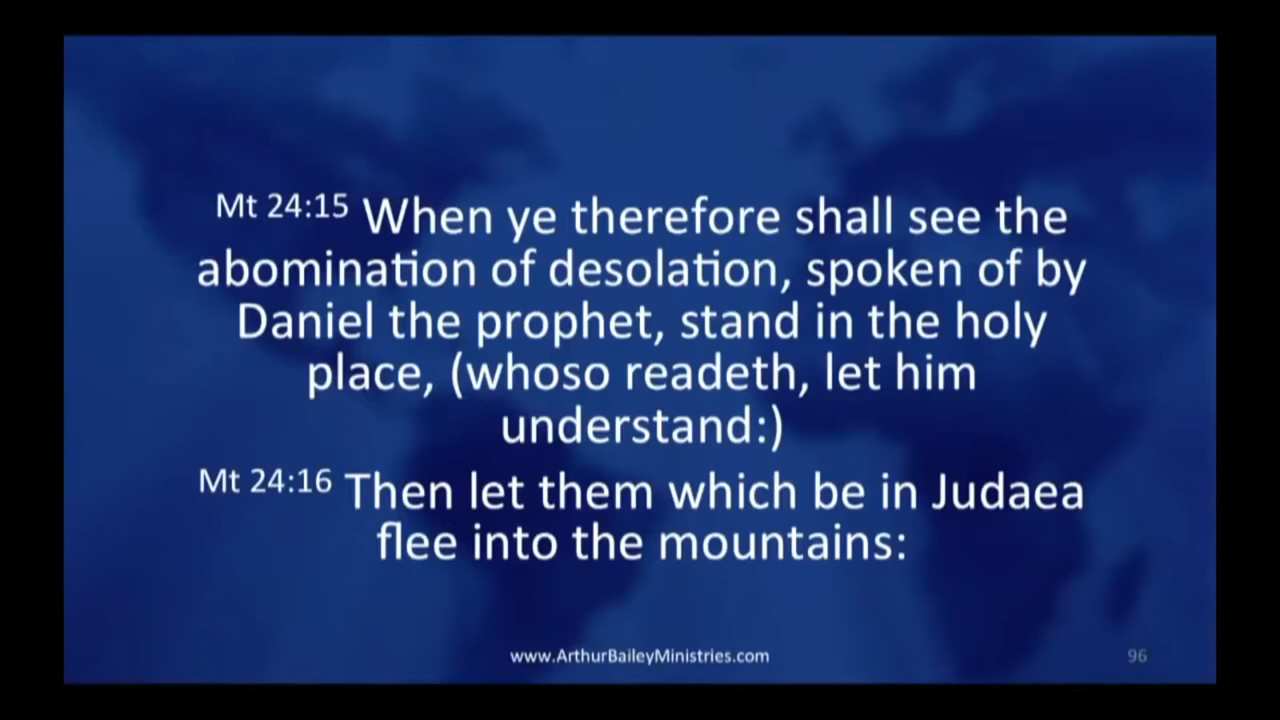 Mt 24:15 When ye therefore shall see the
abomination of desolation, spoken of by
Daniel the prophet, stand in the holy
place, (whoso readeth, let him
understand:)
Mt 24:16 Then let them which be in Judaea
flee into the mountains:
www.ArthurBaileyMinistries.com
96